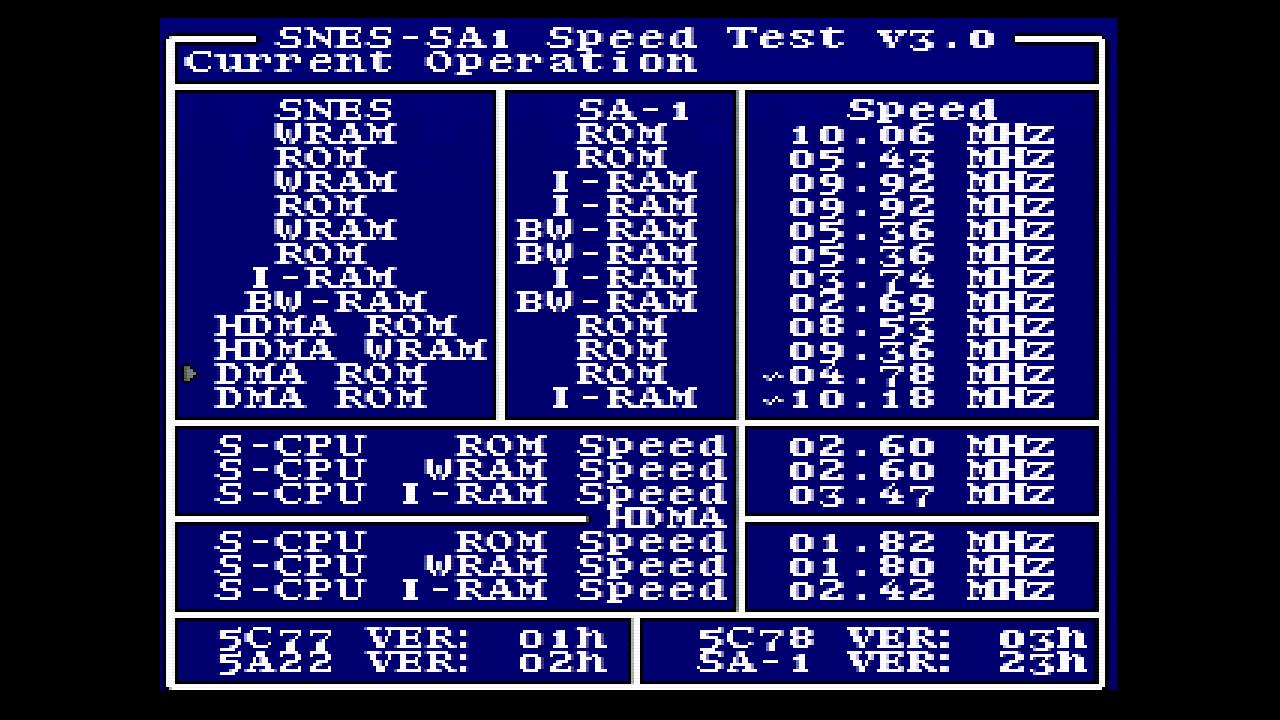 SNES-SA1 Speed Test v3.0
Current Operation
SNES SA-1 Speed
WRAM ROM 10.06 MHZ
ROM ROM 05.43 MHZ
WRAM I-RAM 09.92 MHZ
ROM I-RAM 09.92 MHZ
WRAM BW-RAM 05.36 MHZ
ROM BW-RAM 05.36 MHZ
I-RAM I-RAM 03.74 MHZ
BW-RAM BW-RAM 02.69 MHZ
HDMA ROM ROM 08.53 MHZ
HDMA WRAM ROM 09.36 MHZ
DMA ROM ROM ~04.78 MHZ
DMA ROM I-RAM ~10.18 MHZ
S-CPU ROM Speed 02.60 MHZ
S-CPU WRAM Speed 02.60 MHZ
S-CPU I-RAM Speed 03.47 MHZ
HDMA
S-CPU ROM Speed 01.82 MHZ
S-CPU WRAM Speed 01.80 MHZ
S-CPU I-RAM Speed 02.42 MHZ
5C77 VER: 01h 5C78 VER: 03h
5A22 VER: 02h SA-1 VER: 23h